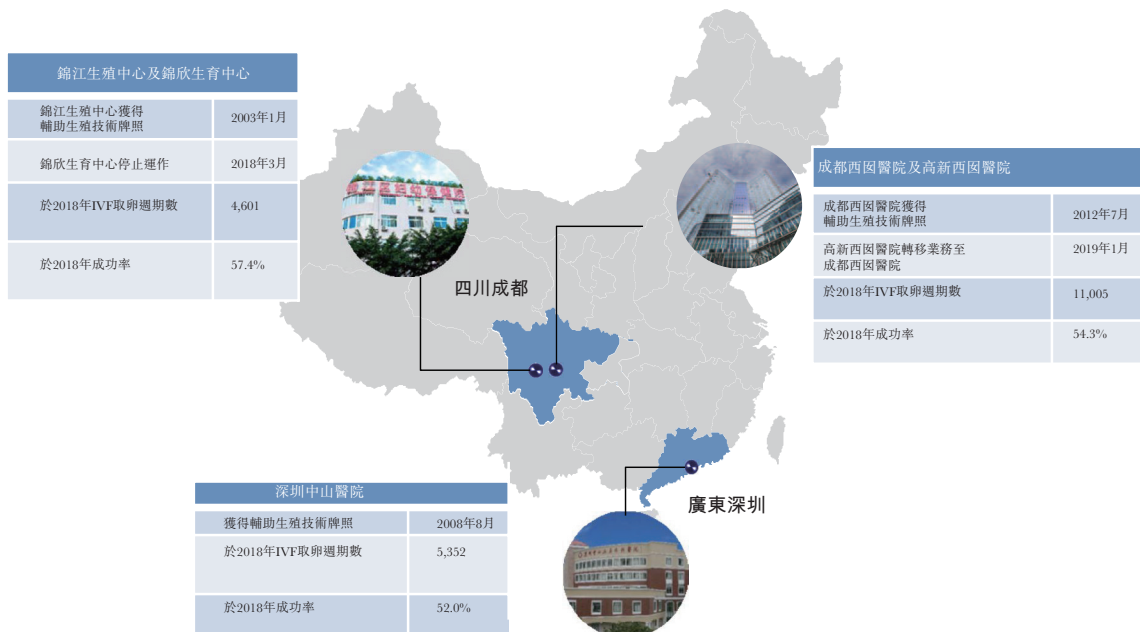 錦江生殖中心及錦欣生育中心
錦江生殖中心獲得
輔助生殖技術牌照
2003年1月
錦欣生育中心停止運作
2018年3月
於2018年IVF取卵週期數
4,601
於2018年成功率
57.4%
四川成都
成都西囡醫院及高新西囡醫院
成都西囡醫院獲得
輔助生殖技術牌照
2012年7月
高新西囡醫院轉移業務至
成都西囡醫院
2019年1月
於2018年IVF取卵週期數
11,005
於2018年成功率
54.3%
深圳中山醫院
獲得輔助生殖技術牌照
2008年8月
於2018年IVF取卵週期數
5,352
於2018年成功率
52.0%
廣東深圳